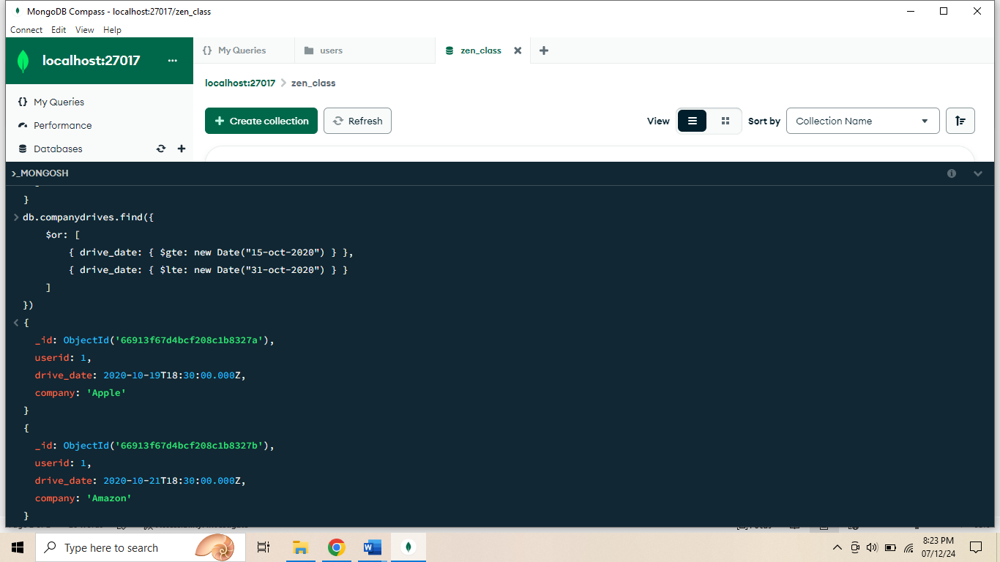 MongoDB Compass - localhost:27017/zen_class
Connect Edit View Help
localhost:27017 ...
{} My Queries
users
zen_class
localhost:27017 > zen_class
{} My Queries
Performance
Databases
+ Create collection
Refresh
View
Sort by
Collection Name
>_MONGOSH
}
> db.companydrives.find({
$or: [
{ drive_date: { $gte: new Date("15-oct-2020") } },
{ drive_date: { $lte: new Date("31-oct-2020") } }
]
})
< {
_id: ObjectId('66913f67d4bcf208c1b8327a'),
userid: 1,
drive_date: 2020-10-19T18:30:00.000Z,
company: 'Apple'
}
{
_id: ObjectId('66913f67d4bcf208c1b8327b'),
userid: 1,
drive_date: 2020-10-21T18:30:00.000Z,
company: 'Amazon'
}
Type here to search
8:23 PM
07/12/24